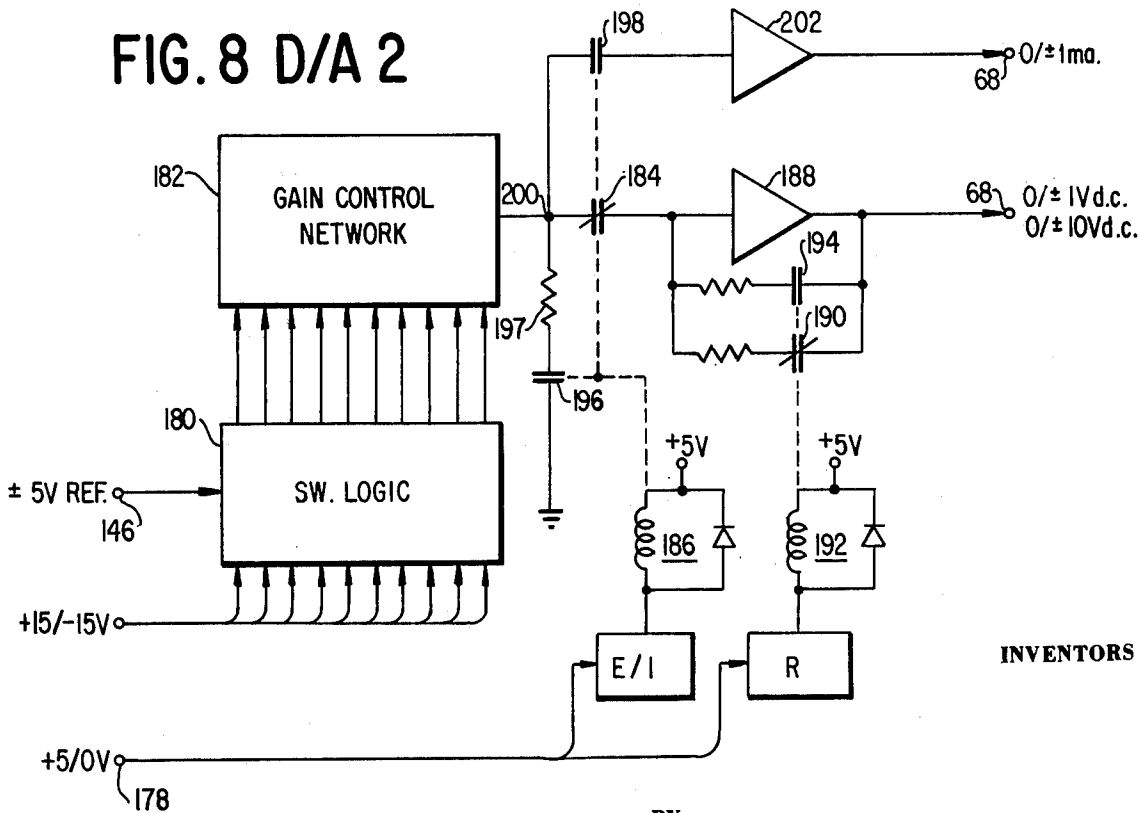 FIG. 8 D/A 2
198
202
0/±1ma.
68
182
GAIN CONTROL
NETWORK
200
184
188
68
0/± 1Vd.c.
0/±10Vd.c.
194
190
197
196
180
SW. LOGIC
± 5V REF.
146
+5V
+5V
186
192
+15/-15V
E/I
R
INVENTORS
+5/0V
178